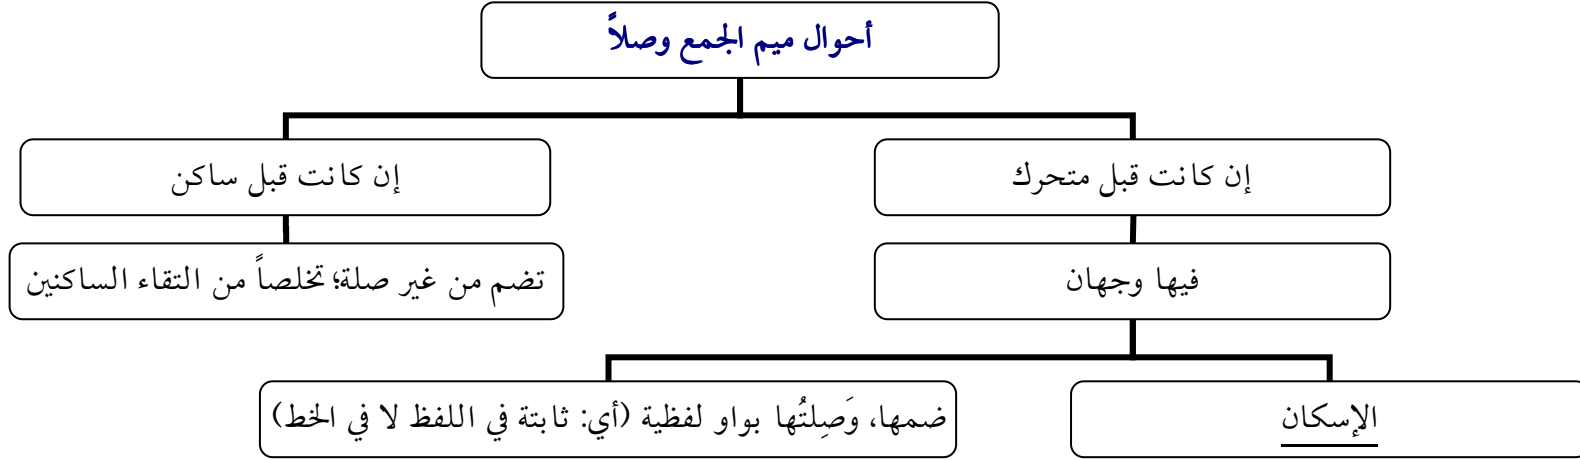 أحوال ميم الجمع وصلاً
إن كانت قبل متحرك
إن كانت قبل ساكن
فيها وجهان
تضم من غير صلة؛ تخلصاً من التقاء الساكنين
الإسكان
ضمها، وَصِلتُها بواو لفظية (أي: ثابتة في اللفظ لا في الخط)